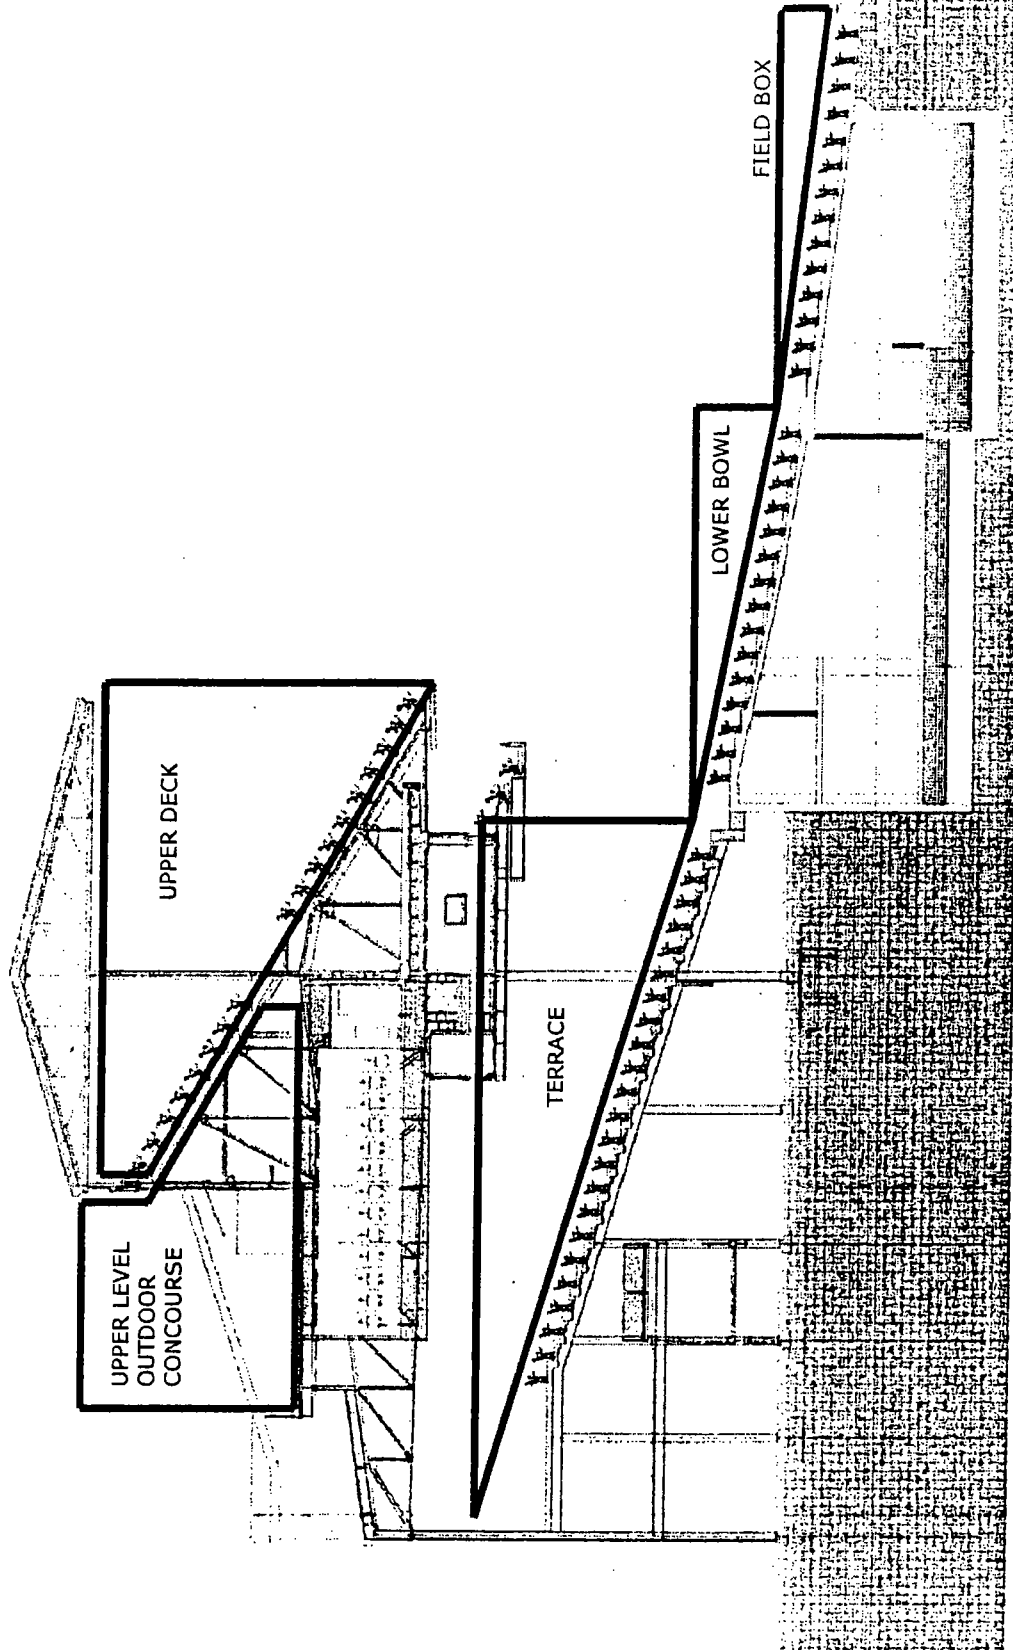 UPPER LEVEL
OUTDOOR
CONCOURSE
UPPER DECK
TERRACE
LOWER BOWL
FIELD BOX